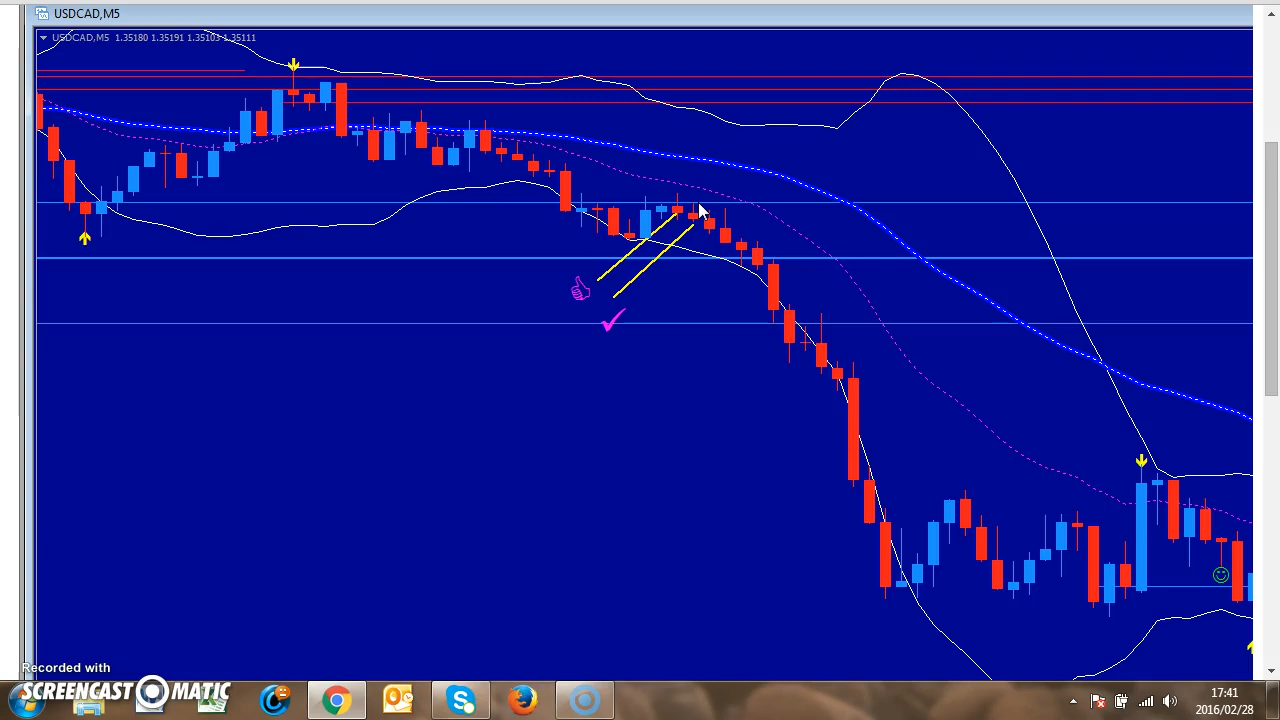 USDCAD,M5
USDCAD,M5 1.35180 1.35191 1.35103 1.35111
Recorded with
SCREENCAST MATIC
17:41
2016/02/28